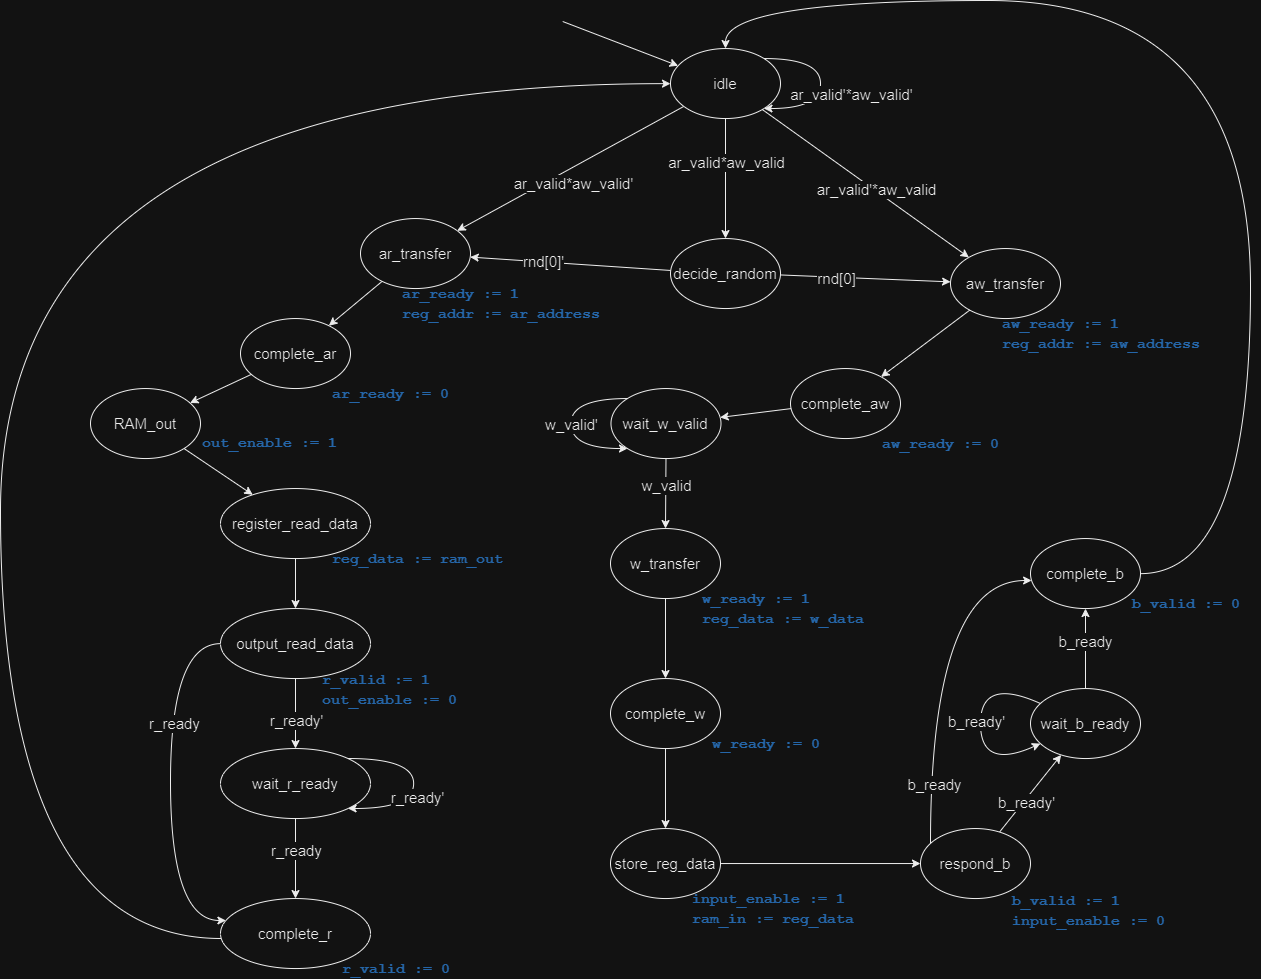 idle
ar_valid'*aw_valid'
ar_valid*aw_valid
ar_valid*aw_valid'
ar_valid'*aw_valid
ar_transfer
rnd[0]'
decide_random
rnd[0]
aw_transfer
ar_ready := 1
reg_addr := ar_address
aw_ready := 1
reg_addr := aw_address
complete_ar
ar_ready := 0
RAM_out
out_enable := 1
complete_aw
aw_ready := 0
wait_w_valid
w_valid'
w_valid
register_read_data
reg_data := ram_out
w_transfer
w_ready := 1
reg_data := w_data
complete_b
b_valid := 0
b_ready
output_read_data
r_valid := 1
out_enable := 0
r_ready
r_ready'
complete_w
w_ready := 0
wait_b_ready
b_ready'
b_ready
b_ready'
wait_r_ready
r_ready'
r_ready
store_reg_data
input_enable := 1
ram_in := reg_data
respond_b
b_valid := 1
input_enable := 0
complete_r
r_valid := 0